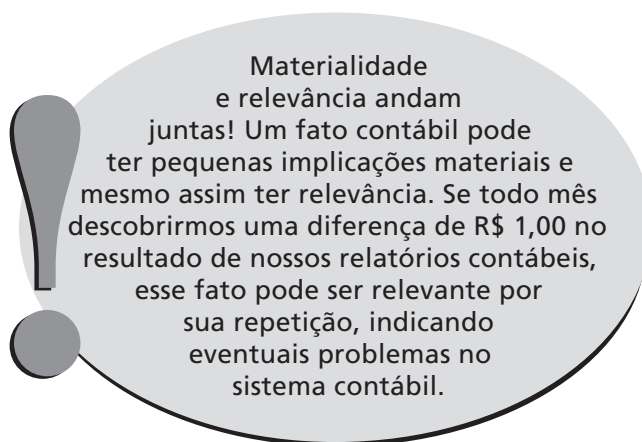 Materialidade
e relevância andam
juntas! Um fato contábil pode
ter pequenas implicações materiais e
mesmo assim ter relevância. Se todo mês
descobrirmos uma diferença de R$ 1,00 no
resultado de nossos relatórios contábeis,
esse fato pode ser relevante por
sua repetição, indicando
eventuais problemas no
sistema contábil.